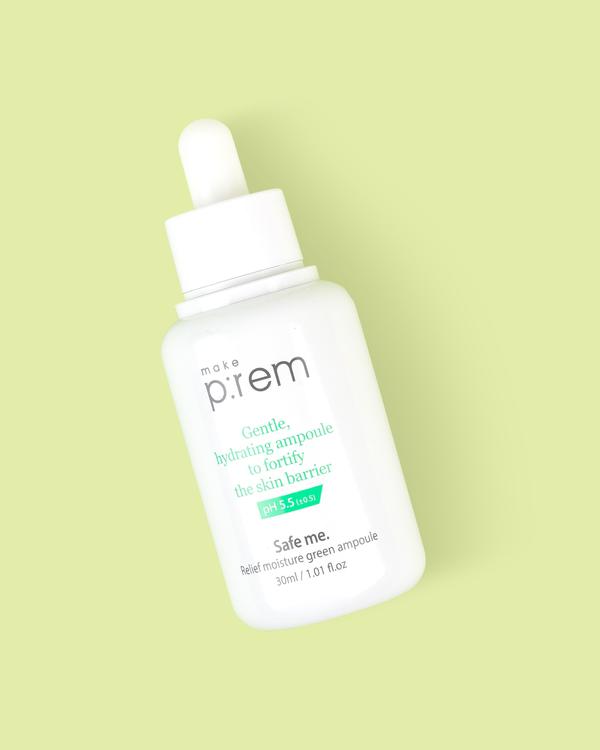 make
p:rem
Gentle,
hydrating ampoule
to fortify
the skin barrier
pH 5.5 (±0.5)
Safe me.
Relief moisture green ampoule
30ml / 1.01 fl.oz